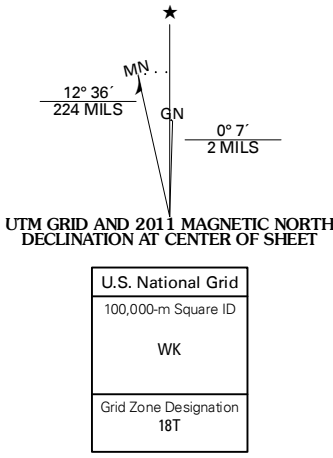 ★
MN
12° 36´
224 MILS
GN
0° 7´
2 MILS
UTM GRID AND 2011 MAGNETIC NORTH
DECLINATION AT CENTER OF SHEET
U.S. National Grid
100,000-m Square ID
WK
Grid Zone Designation
18T